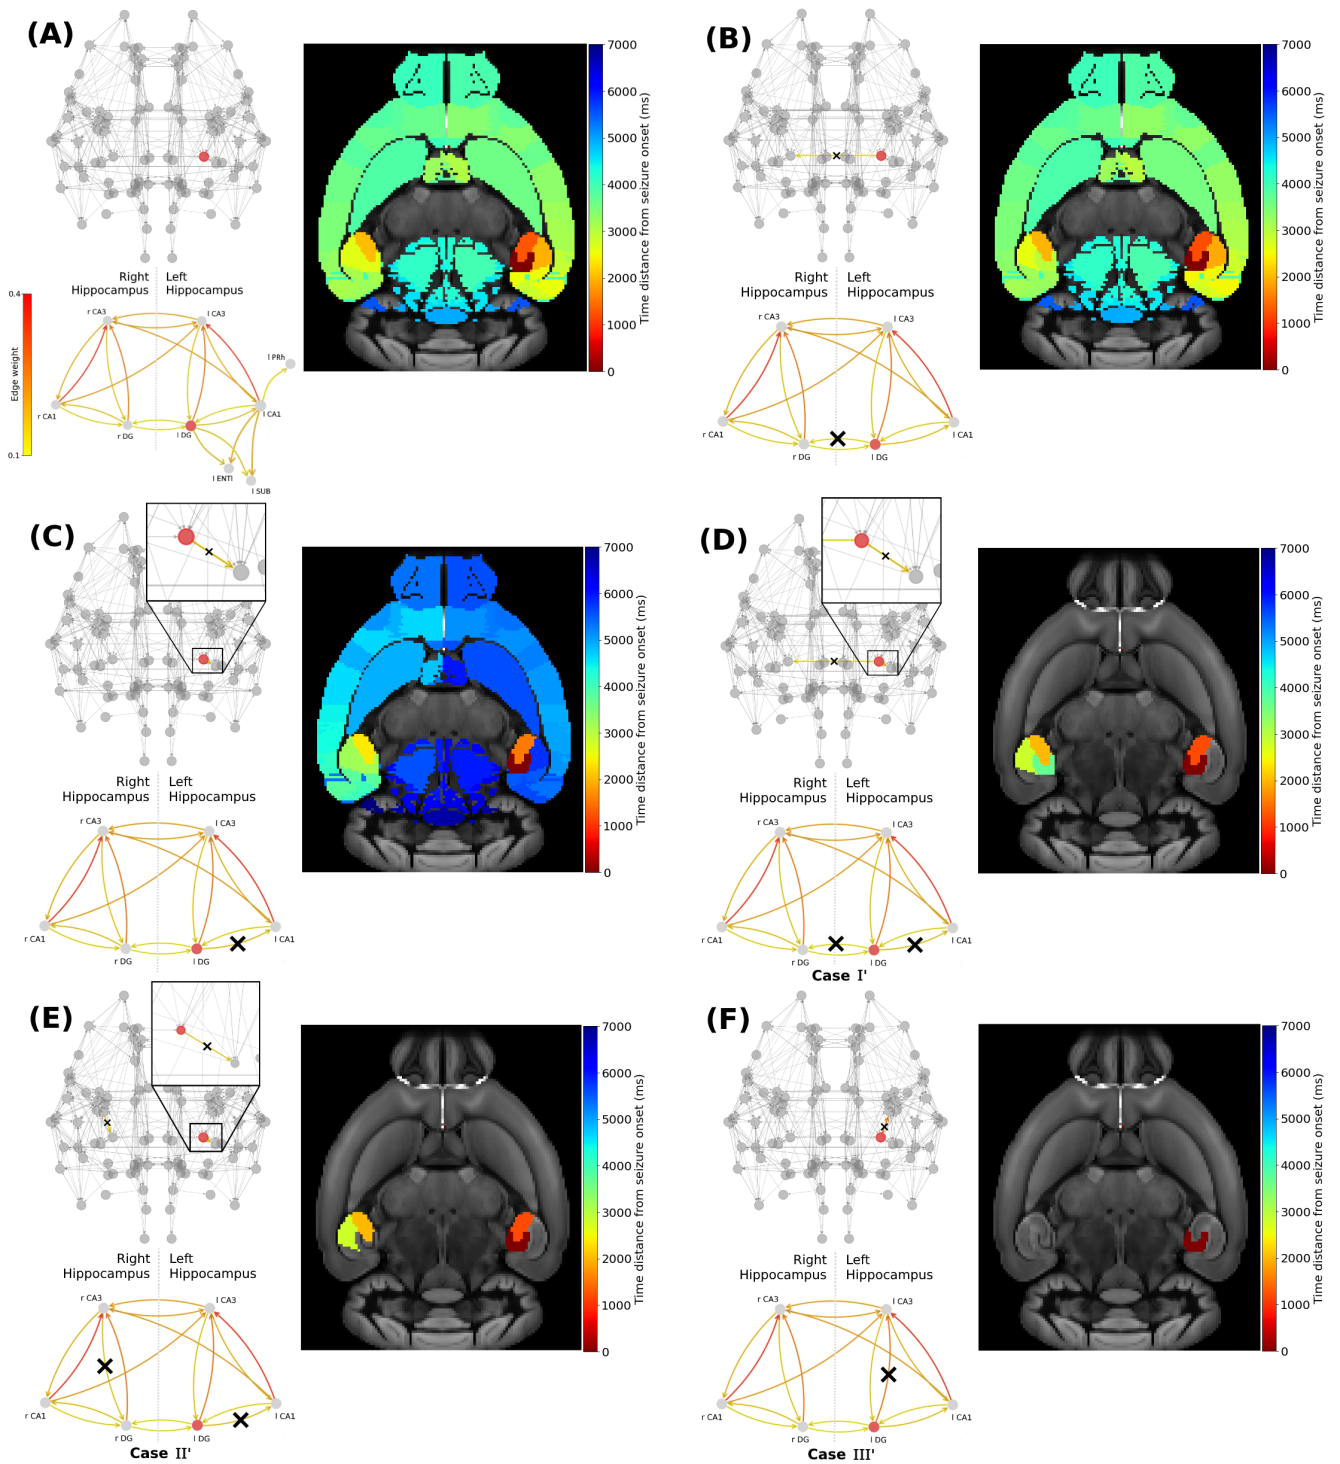 (A)
7000
6000
5000
4000
3000
2000
1000
0
Time distance from seizure onset (ms)
Right Hippocampus
Left Hippocampus
0.4
Edge weight
0.1
r CA3
l CA3
l PRh
r CA1
l CA1
r DG
l DG
l ENTl
l SUB
(B)
7000
6000
5000
4000
3000
2000
1000
0
Time distance from seizure onset (ms)
Right Hippocampus
Left Hippocampus
r CA3
l CA3
r CA1
l CA1
r DG
l DG
(C)
7000
6000
5000
4000
3000
2000
1000
0
Time distance from seizure onset (ms)
Right Hippocampus
Left Hippocampus
r CA3
l CA3
r CA1
l CA1
r DG
l DG
(D)
7000
6000
5000
4000
3000
2000
1000
0
Time distance from seizure onset (ms)
Right Hippocampus
Left Hippocampus
r CA3
l CA3
r CA1
l CA1
r DG
l DG
Case I'
(E)
7000
6000
5000
4000
3000
2000
1000
0
Time distance from seizure onset (ms)
Right Hippocampus
Left Hippocampus
r CA3
l CA3
r CA1
l CA1
r DG
l DG
Case II'
(F)
7000
6000
5000
4000
3000
2000
1000
0
Time distance from seizure onset (ms)
Right Hippocampus
Left Hippocampus
r CA3
l CA3
r CA1
l CA1
r DG
l DG
Case III'